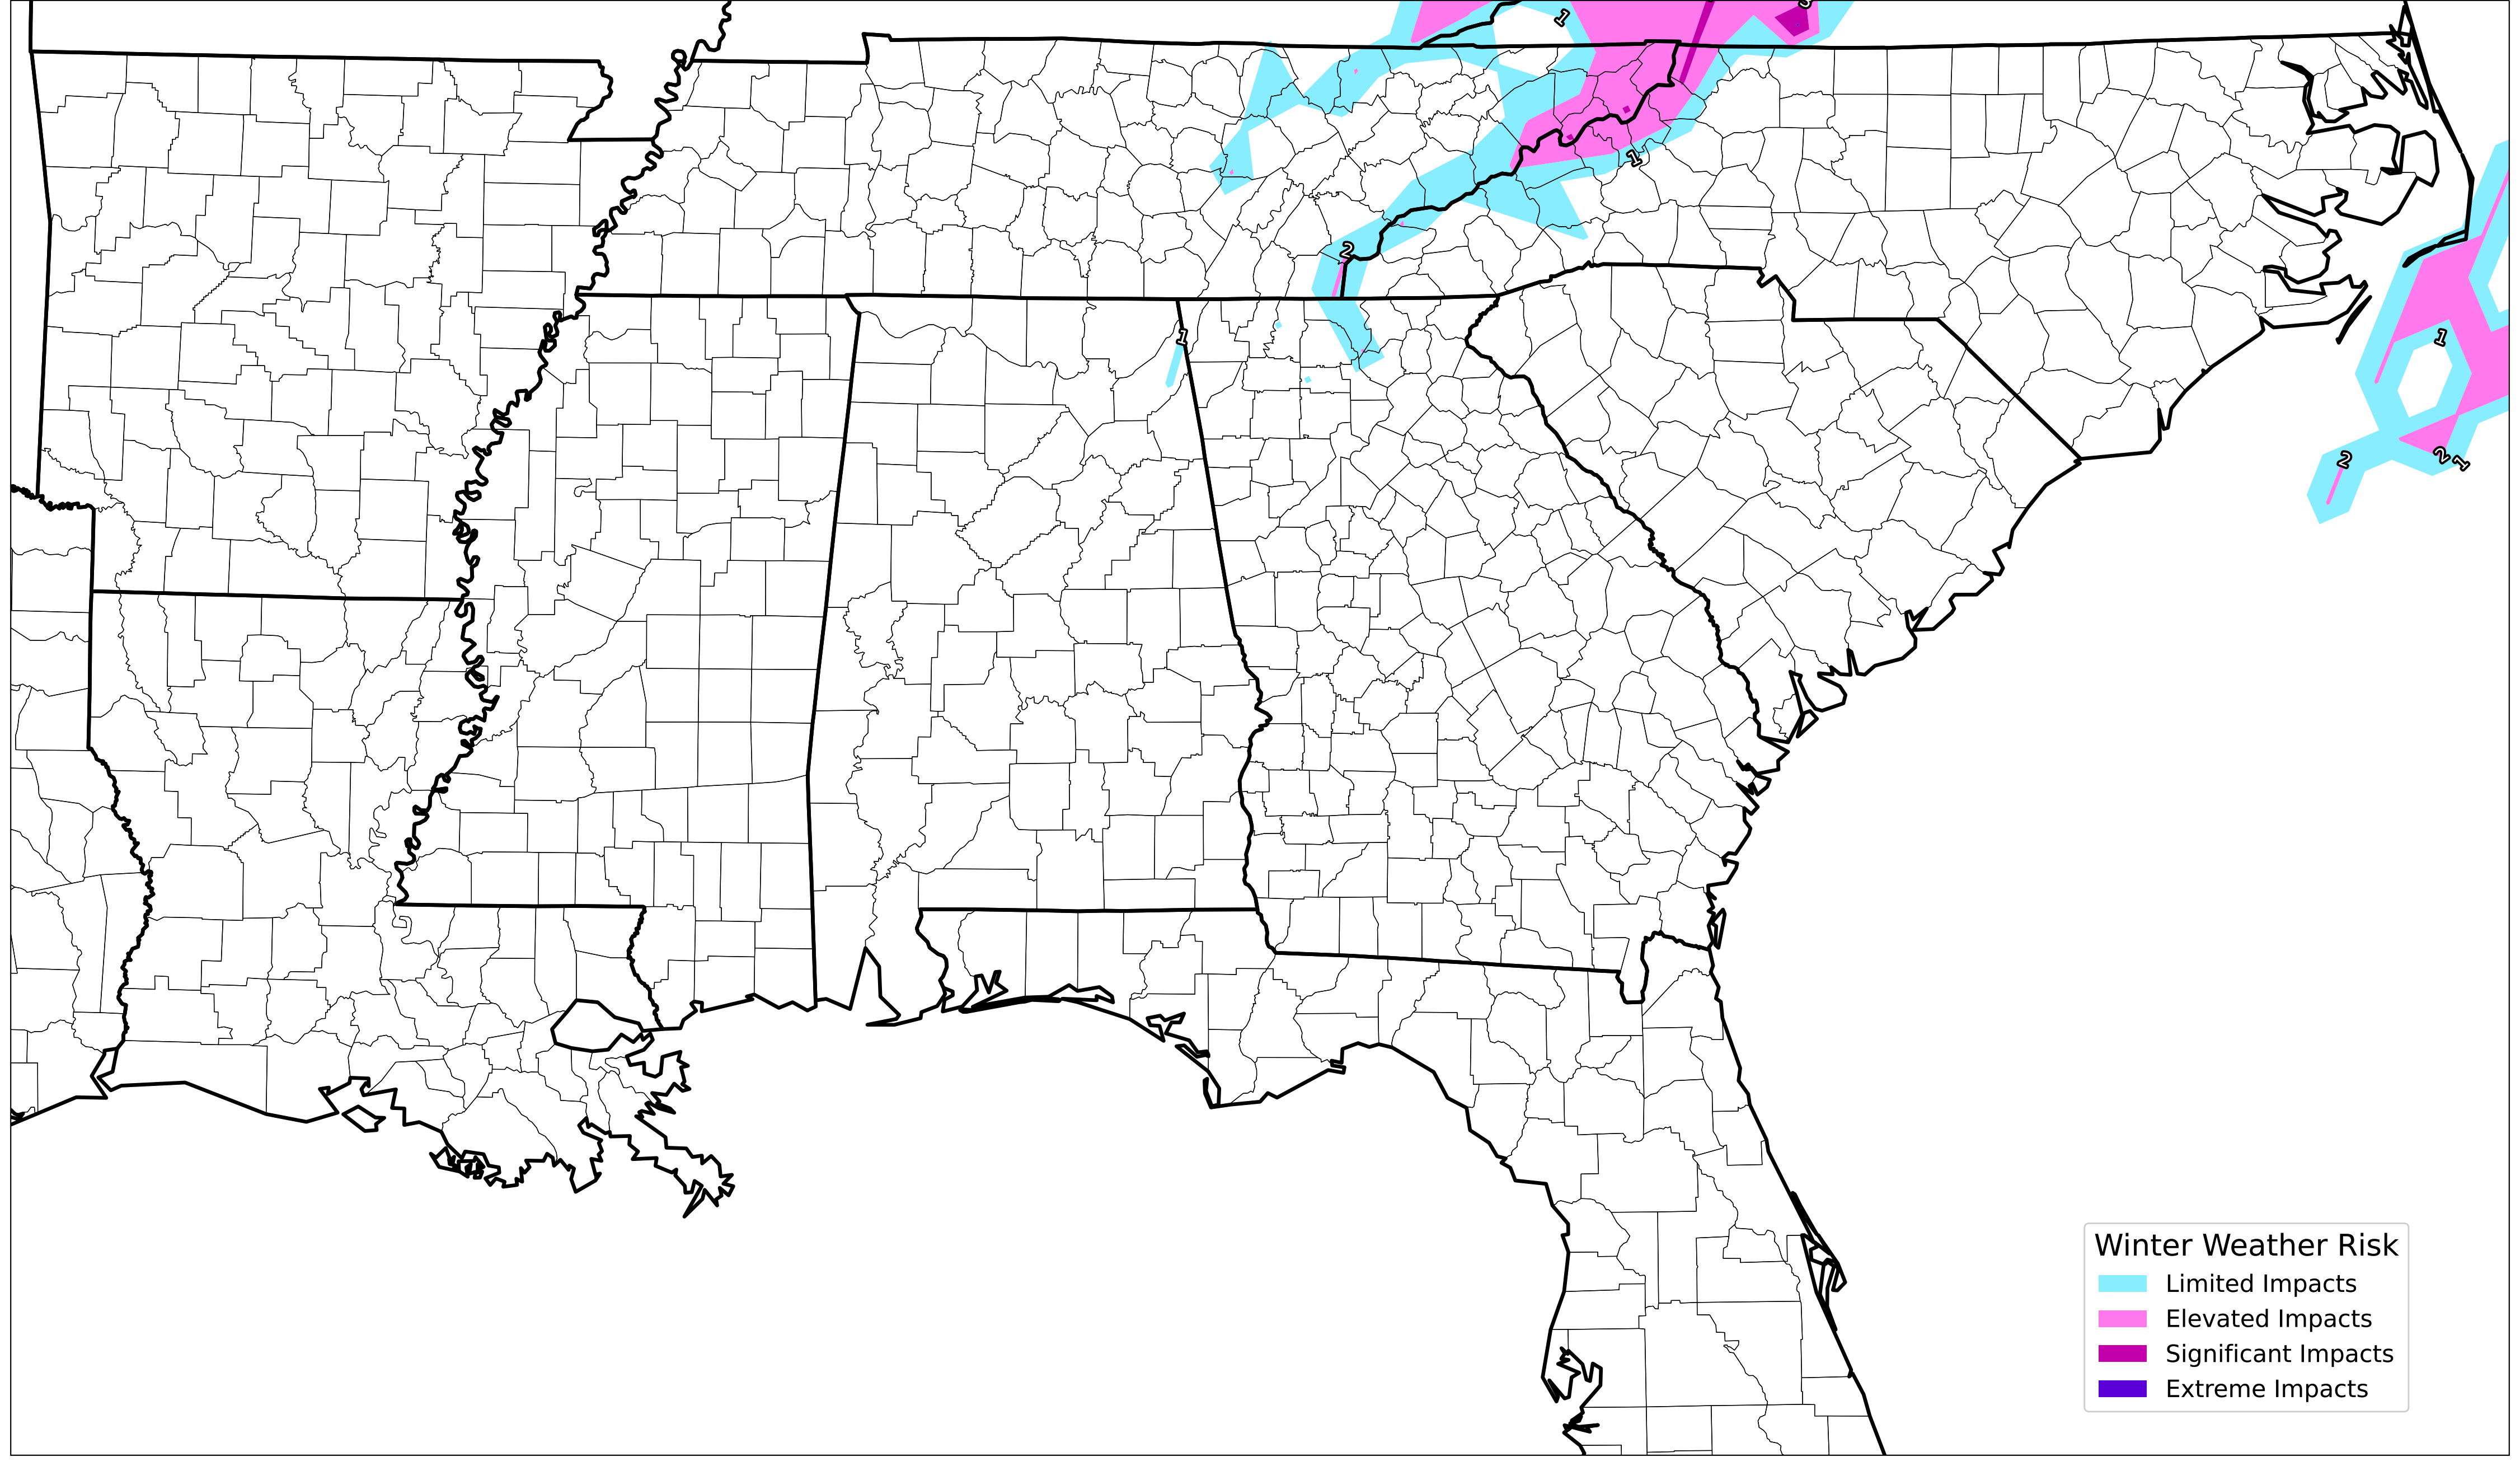 1
3
1
2
1
1
2
2
1
Winter Weather Risk
Limited Impacts
Elevated Impacts
Significant Impacts
Extreme Impacts